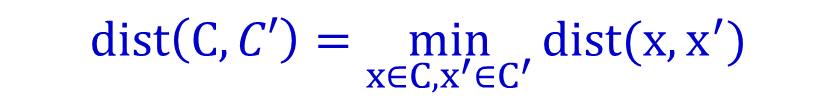 dist(C, C′) = min dist(x, x′)
x∈C,x′∈C′